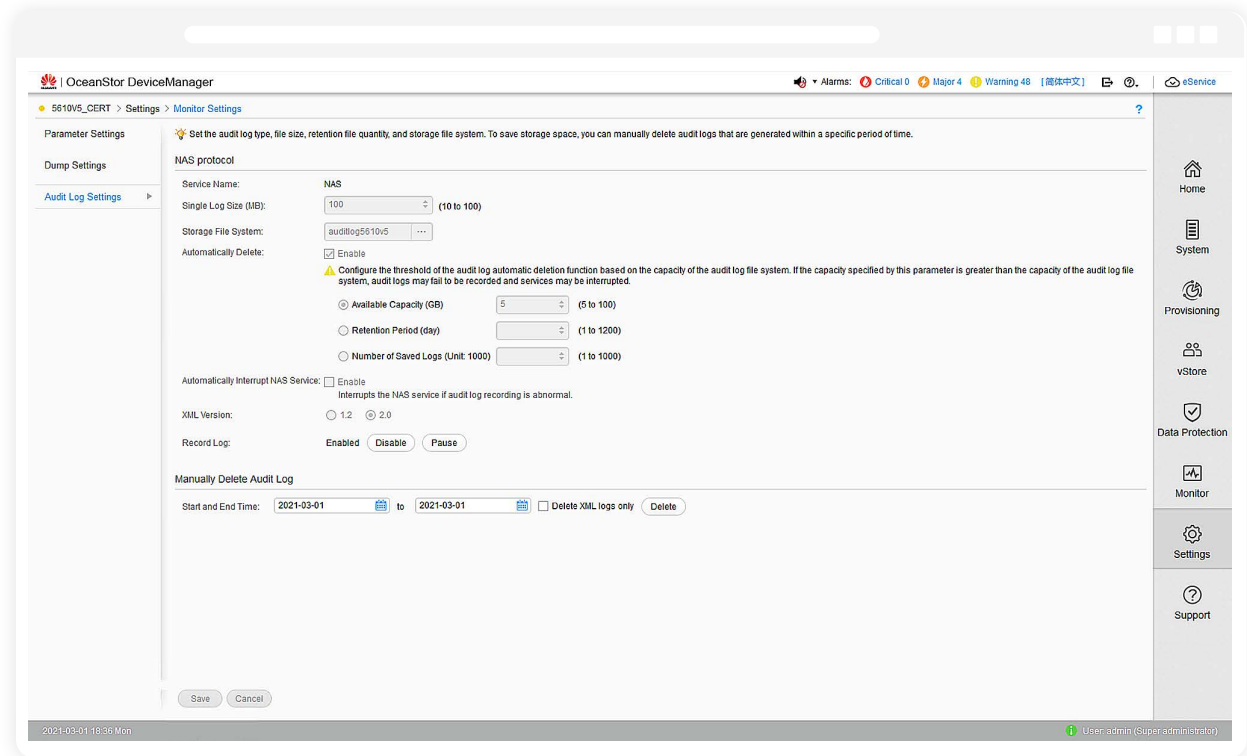 OceanStor DeviceManager
Alarms: Critical 0 Major 4 Warning 48 [简体中文] eService
5610V5_CERT > Settings > Monitor Settings ?
Parameter Settings
Dump Settings
Audit Log Settings
Set the audit log type, file size, retention file quantity, and storage file system. To save storage space, you can manually delete audit logs that are generated within a specific period of time.
NAS protocol
Service Name: NAS
Single Log Size (MB): 100 (10 to 100)
Storage File System: auditlog5610v5 ...
Automatically Delete: Enable
Configure the threshold of the audit log automatic deletion function based on the capacity of the audit log file system. If the capacity specified by this parameter is greater than the capacity of the audit log file
system, audit logs may fail to be recorded and services may be interrupted.
Available Capacity (GB) 5 (5 to 100)
Retention Period (day) (1 to 1200)
Number of Saved Logs (Unit: 1000) (1 to 1000)
Automatically Interrupt NAS Service: Enable
Interrupts the NAS service if audit log recording is abnormal.
XML Version: 1.2 2.0
Record Log: Enabled Disable Pause
Manually Delete Audit Log
Start and End Time: 2021-03-01 to 2021-03-01 Delete XML logs only Delete
Save Cancel
Home
System
Provisioning
vStore
Data Protection
Monitor
Settings
Support
2021-03-01 18:36 Mon
User: admin (Super administrator)